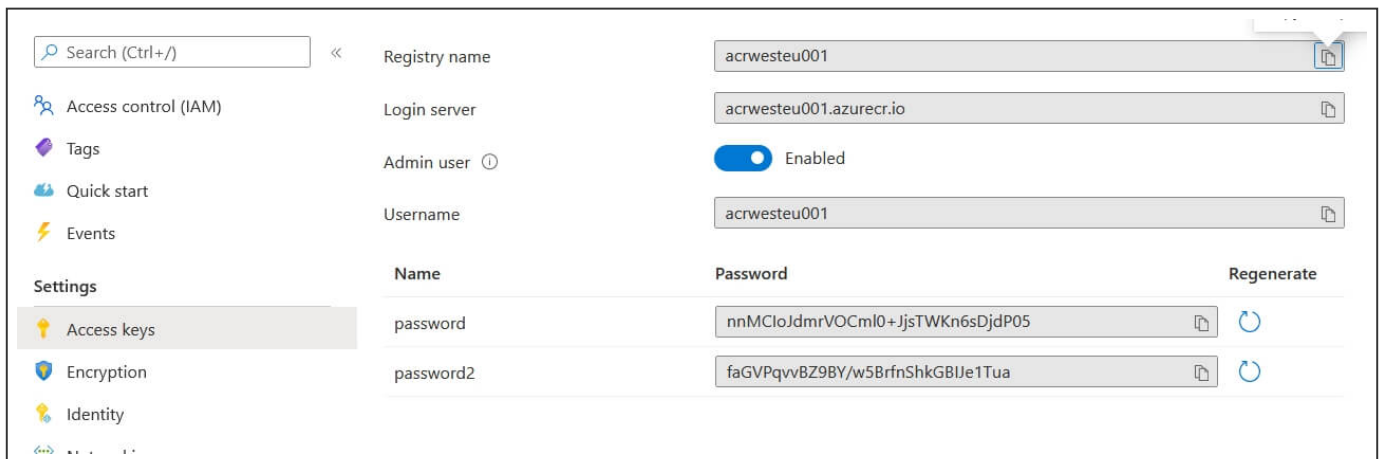 Search (Ctrl+/)
«
Access control (IAM)
Tags
Quick start
Events
Settings
Access keys
Encryption
Identity
Registry name
acrwesteu001
Login server
acrwesteu001.azurecr.io
Admin user
Enabled
Username
acrwesteu001
Name Password Regenerate
password nnMCIoJdmrVOCml0+JjsTWKn6sDjdP05
password2 faGVPqvvBZ9BY/w5BrfnShkGBIJe1Tua